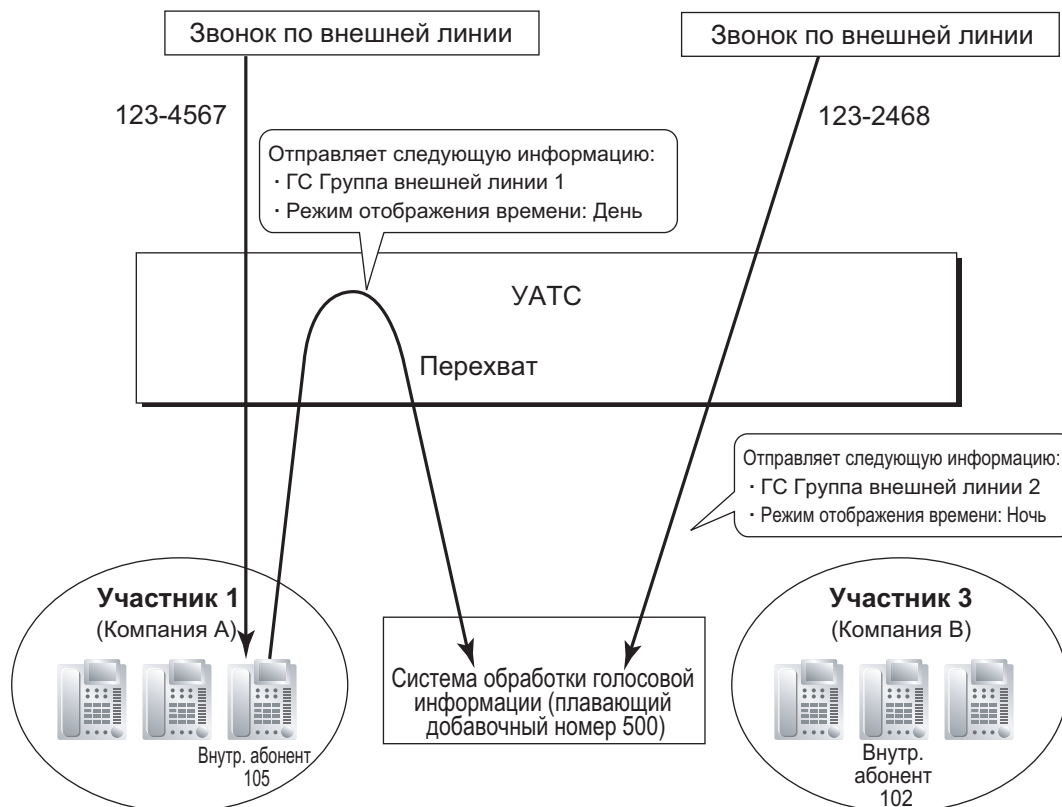 Звонок по внешней линии
Звонок по внешней линии
123-4567
123-2468
Отправляет следующую информацию:
· ГС Группа внешней линии 1
· Режим отображения времени: День
УАТС
Перехват
Отправляет следующую информацию:
· ГС Группа внешней линии 2
· Режим отображения времени: Ночь
Участник 1
(Компания А)
Внутр. абонент
105
Система обработки голосовой
информации (плавающий
добавочный номер 500)
Участник 3
(Компания В)
Внутр.
абонент
102